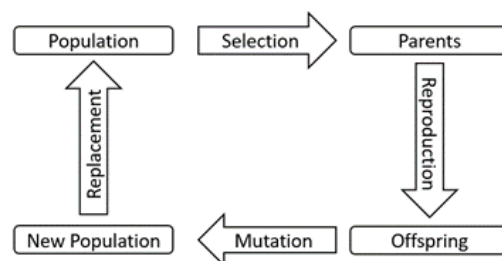 Population
Selection
Parents
Reproduction
Replacement
New Population
Mutation
Offspring